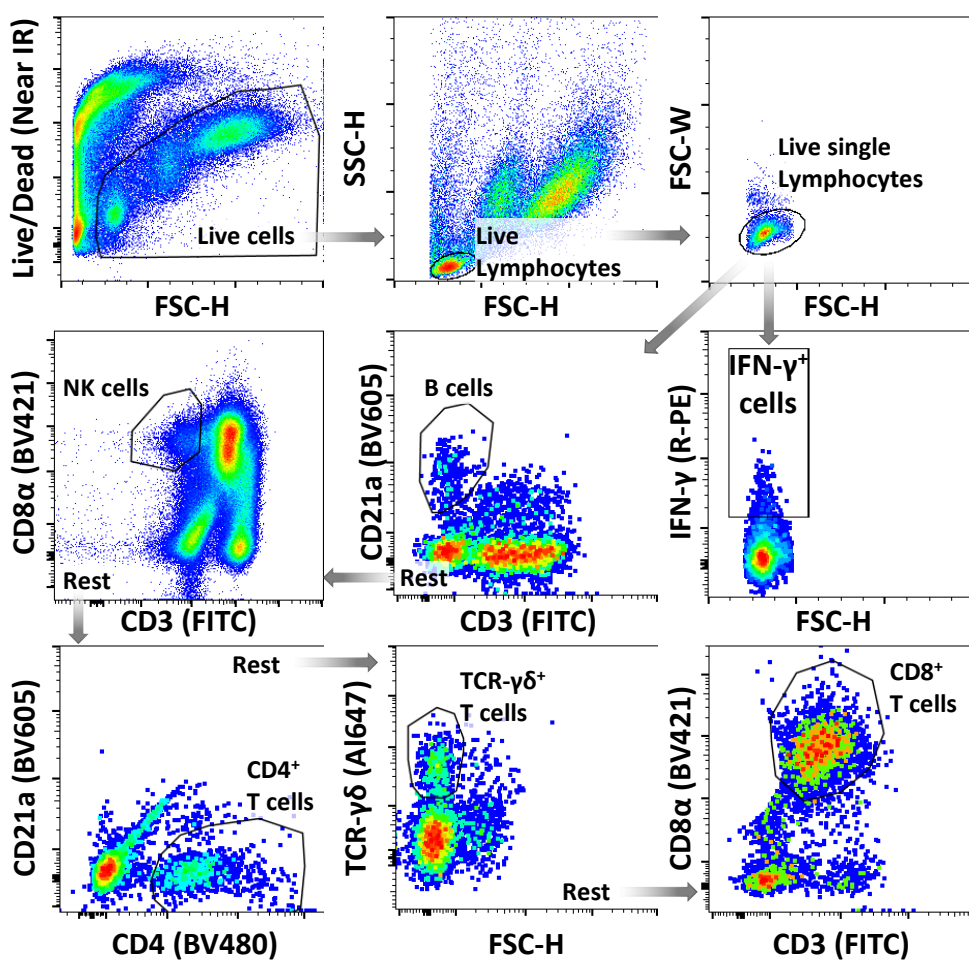 Live/Dead (Near IR)
Live cells
FSC-H
SSC-H
Live
Lymphocytes
FSC-H
FSC-W
Live single
Lymphocytes
FSC-H
CD8α (BV421)
NK cells
Rest
CD3 (FITC)
CD21a (BV605)
B cells
Rest
CD3 (FITC)
IFN-γ (R-PE)
IFN-γ⁺
cells
FSC-H
CD21a (BV605)
CD4⁺
T cells
CD4 (BV480)
Rest
TCR-γδ (Al647)
TCR-γδ⁺
T cells
FSC-H
Rest
CD8α (BV421)
CD8⁺
T cells
CD3 (FITC)